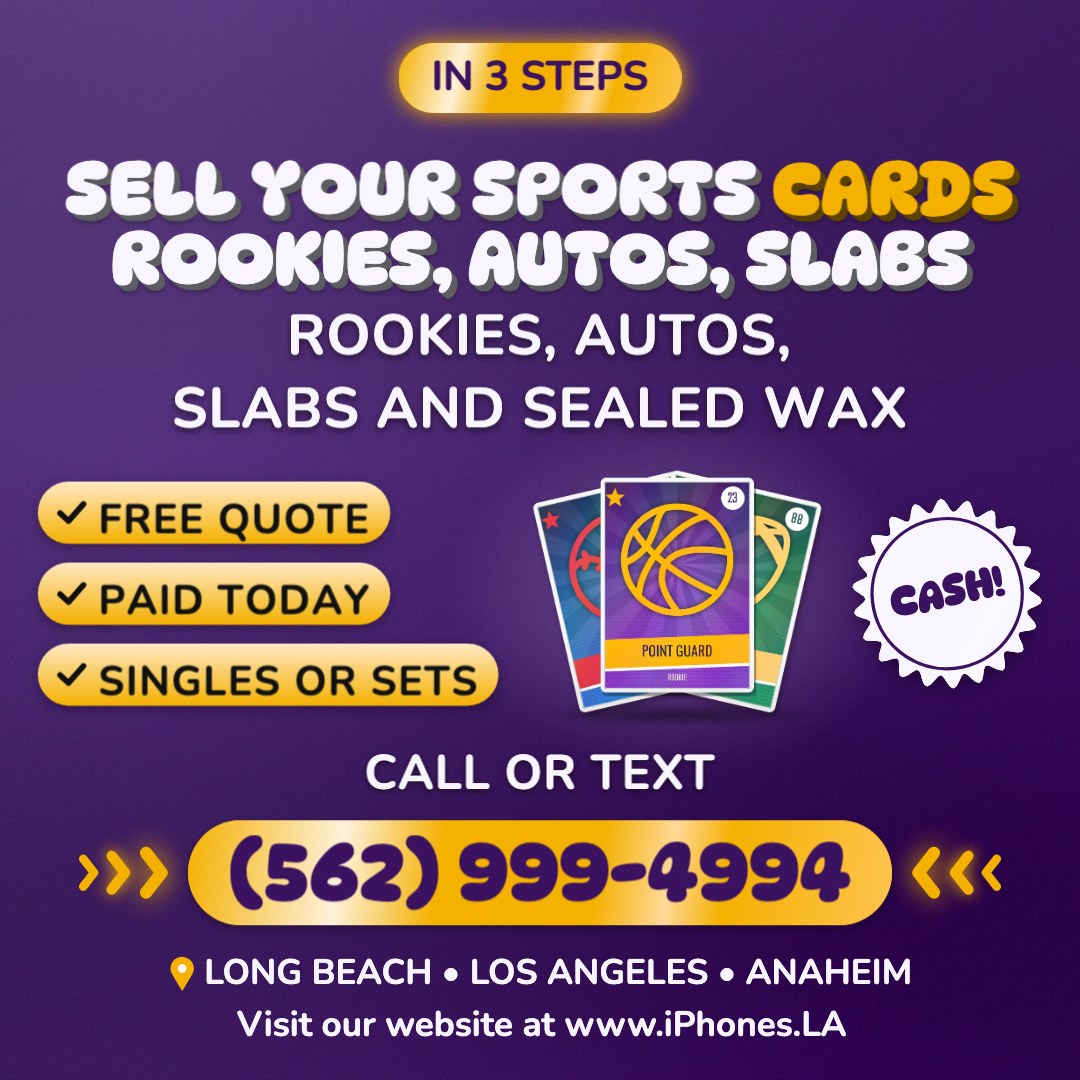 IN 3 STEPS
SELL YOUR SPORTS CARDS
ROOKIES, AUTOS, SLABS
ROOKIES, AUTOS,
SLABS AND SEALED WAX
FREE QUOTE
PAID TODAY
SINGLES OR SETS
23
88
POINT GUARD
ROOKIE
CASH!
CALL OR TEXT
(562) 999-4994
LONG BEACH • LOS ANGELES • ANAHEIM
Visit our website at www.iPhones.LA